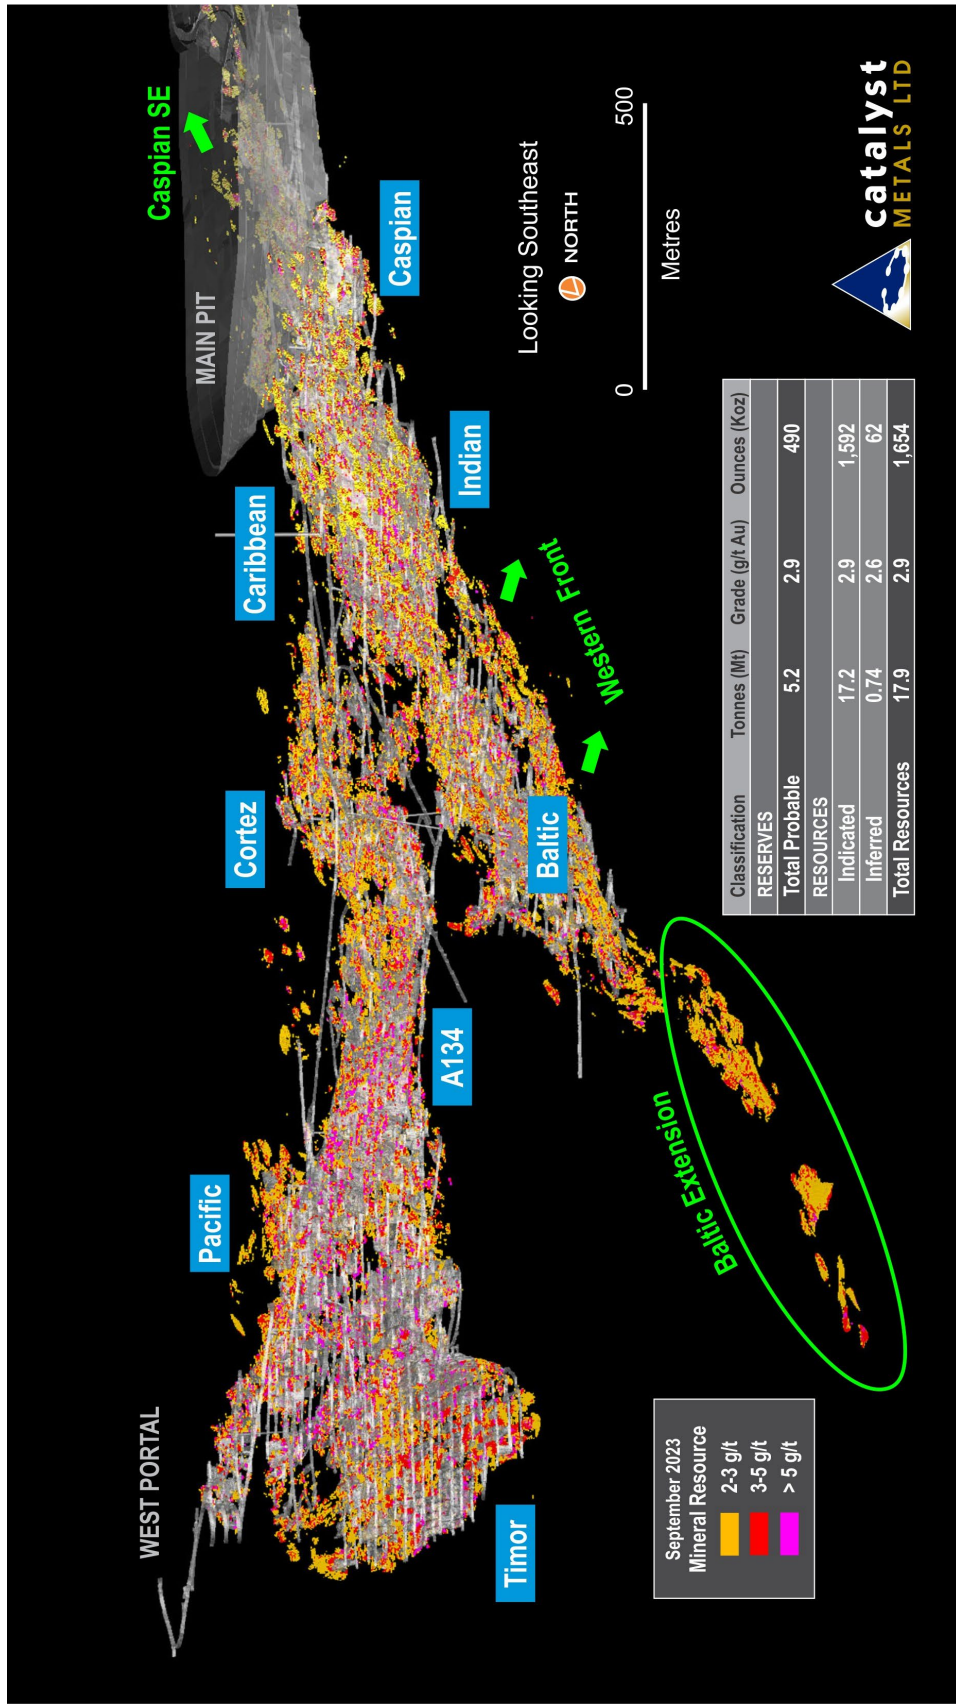 WEST PORTAL
MAIN PIT
Caspian SE
Pacific
Cortez
Caribbean
Caspian
Timor
A134
Baltic
Indian
Western Front
Baltic Extension
Looking Southeast
NORTH
0 500
Metres
September 2023
Mineral Resource
2-3 g/t
3-5 g/t
> 5 g/t
Classification Tonnes (Mt) Grade (g/t Au) Ounces (Koz)
RESERVES
Total Probable 5.2 2.9 490
RESOURCES
Indicated 17.2 2.9 1,592
Inferred 0.74 2.6 62
Total Resources 17.9 2.9 1,654
catalyst
METALS LTD